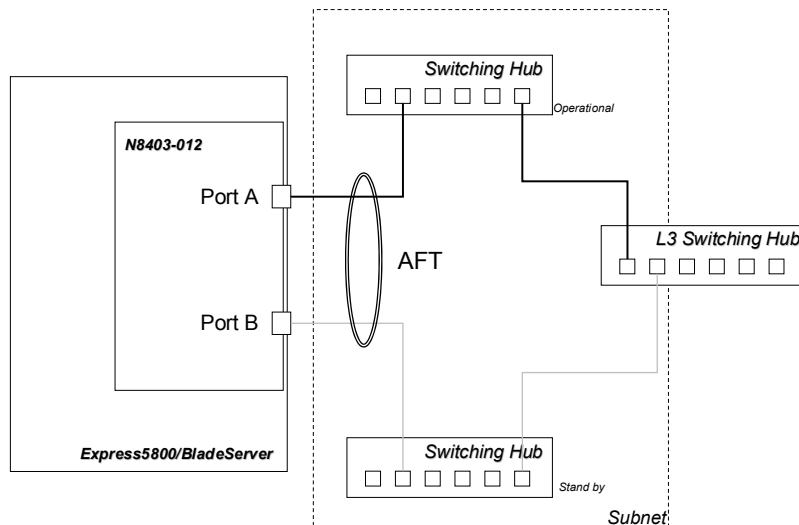 Switching Hub
Operational
N8403-012
Port A
L3 Switching Hub
AFT
Port B
Express5800/BladeServer
Switching Hub
Stand by
Subnet